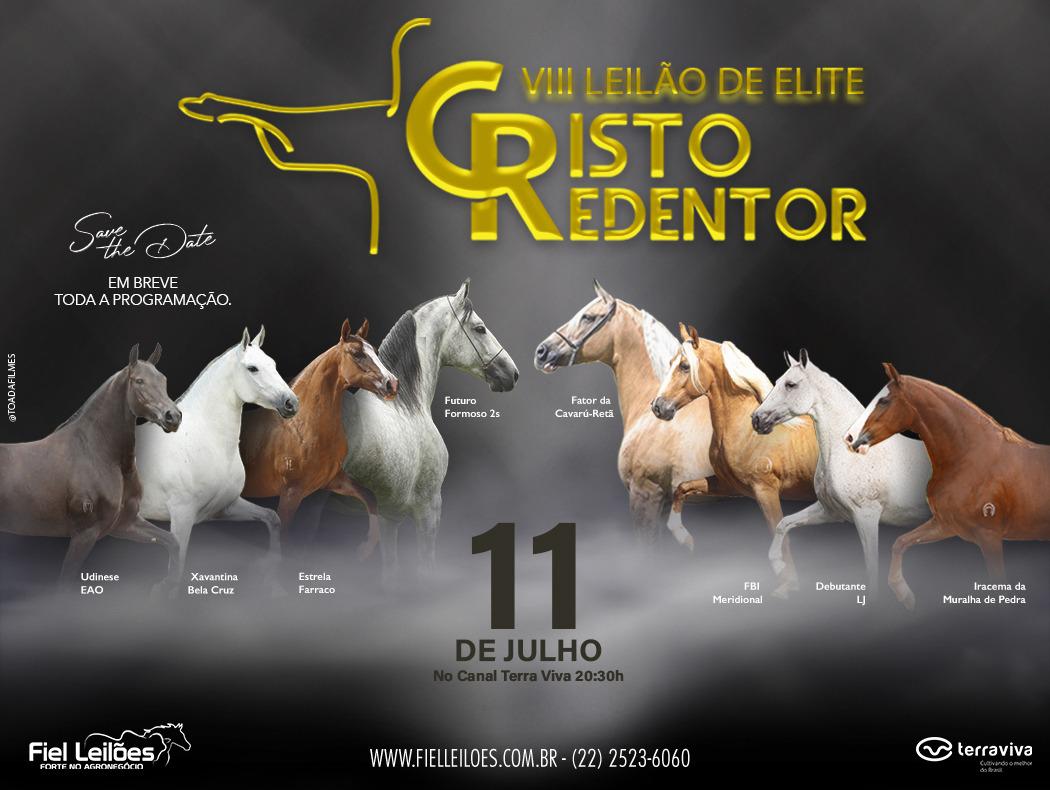 VIII LEILÃO DE ELITE
CRISTO
REDENTOR
Save
the Date
EM BREVE
TODA A PROGRAMAÇÃO.
@TOADAFILMES
Futuro
Formoso 2s
Fator da
Cavarú-Retã
Udinese
EAO
Xavantina
Bela Cruz
Estrela
Farraco
FBI
Meridional
Debutante
LJ
Iracema da
Muralha de Pedra
11
DE JULHO
No Canal Terra Viva 20:30h
Fiel Leilões
FORTE NO AGRONEGÓCIO
WWW.FIELLEILOES.COM.BR - (22) 2523-6060
terraviva
Cultivando o melhor
do Brasil